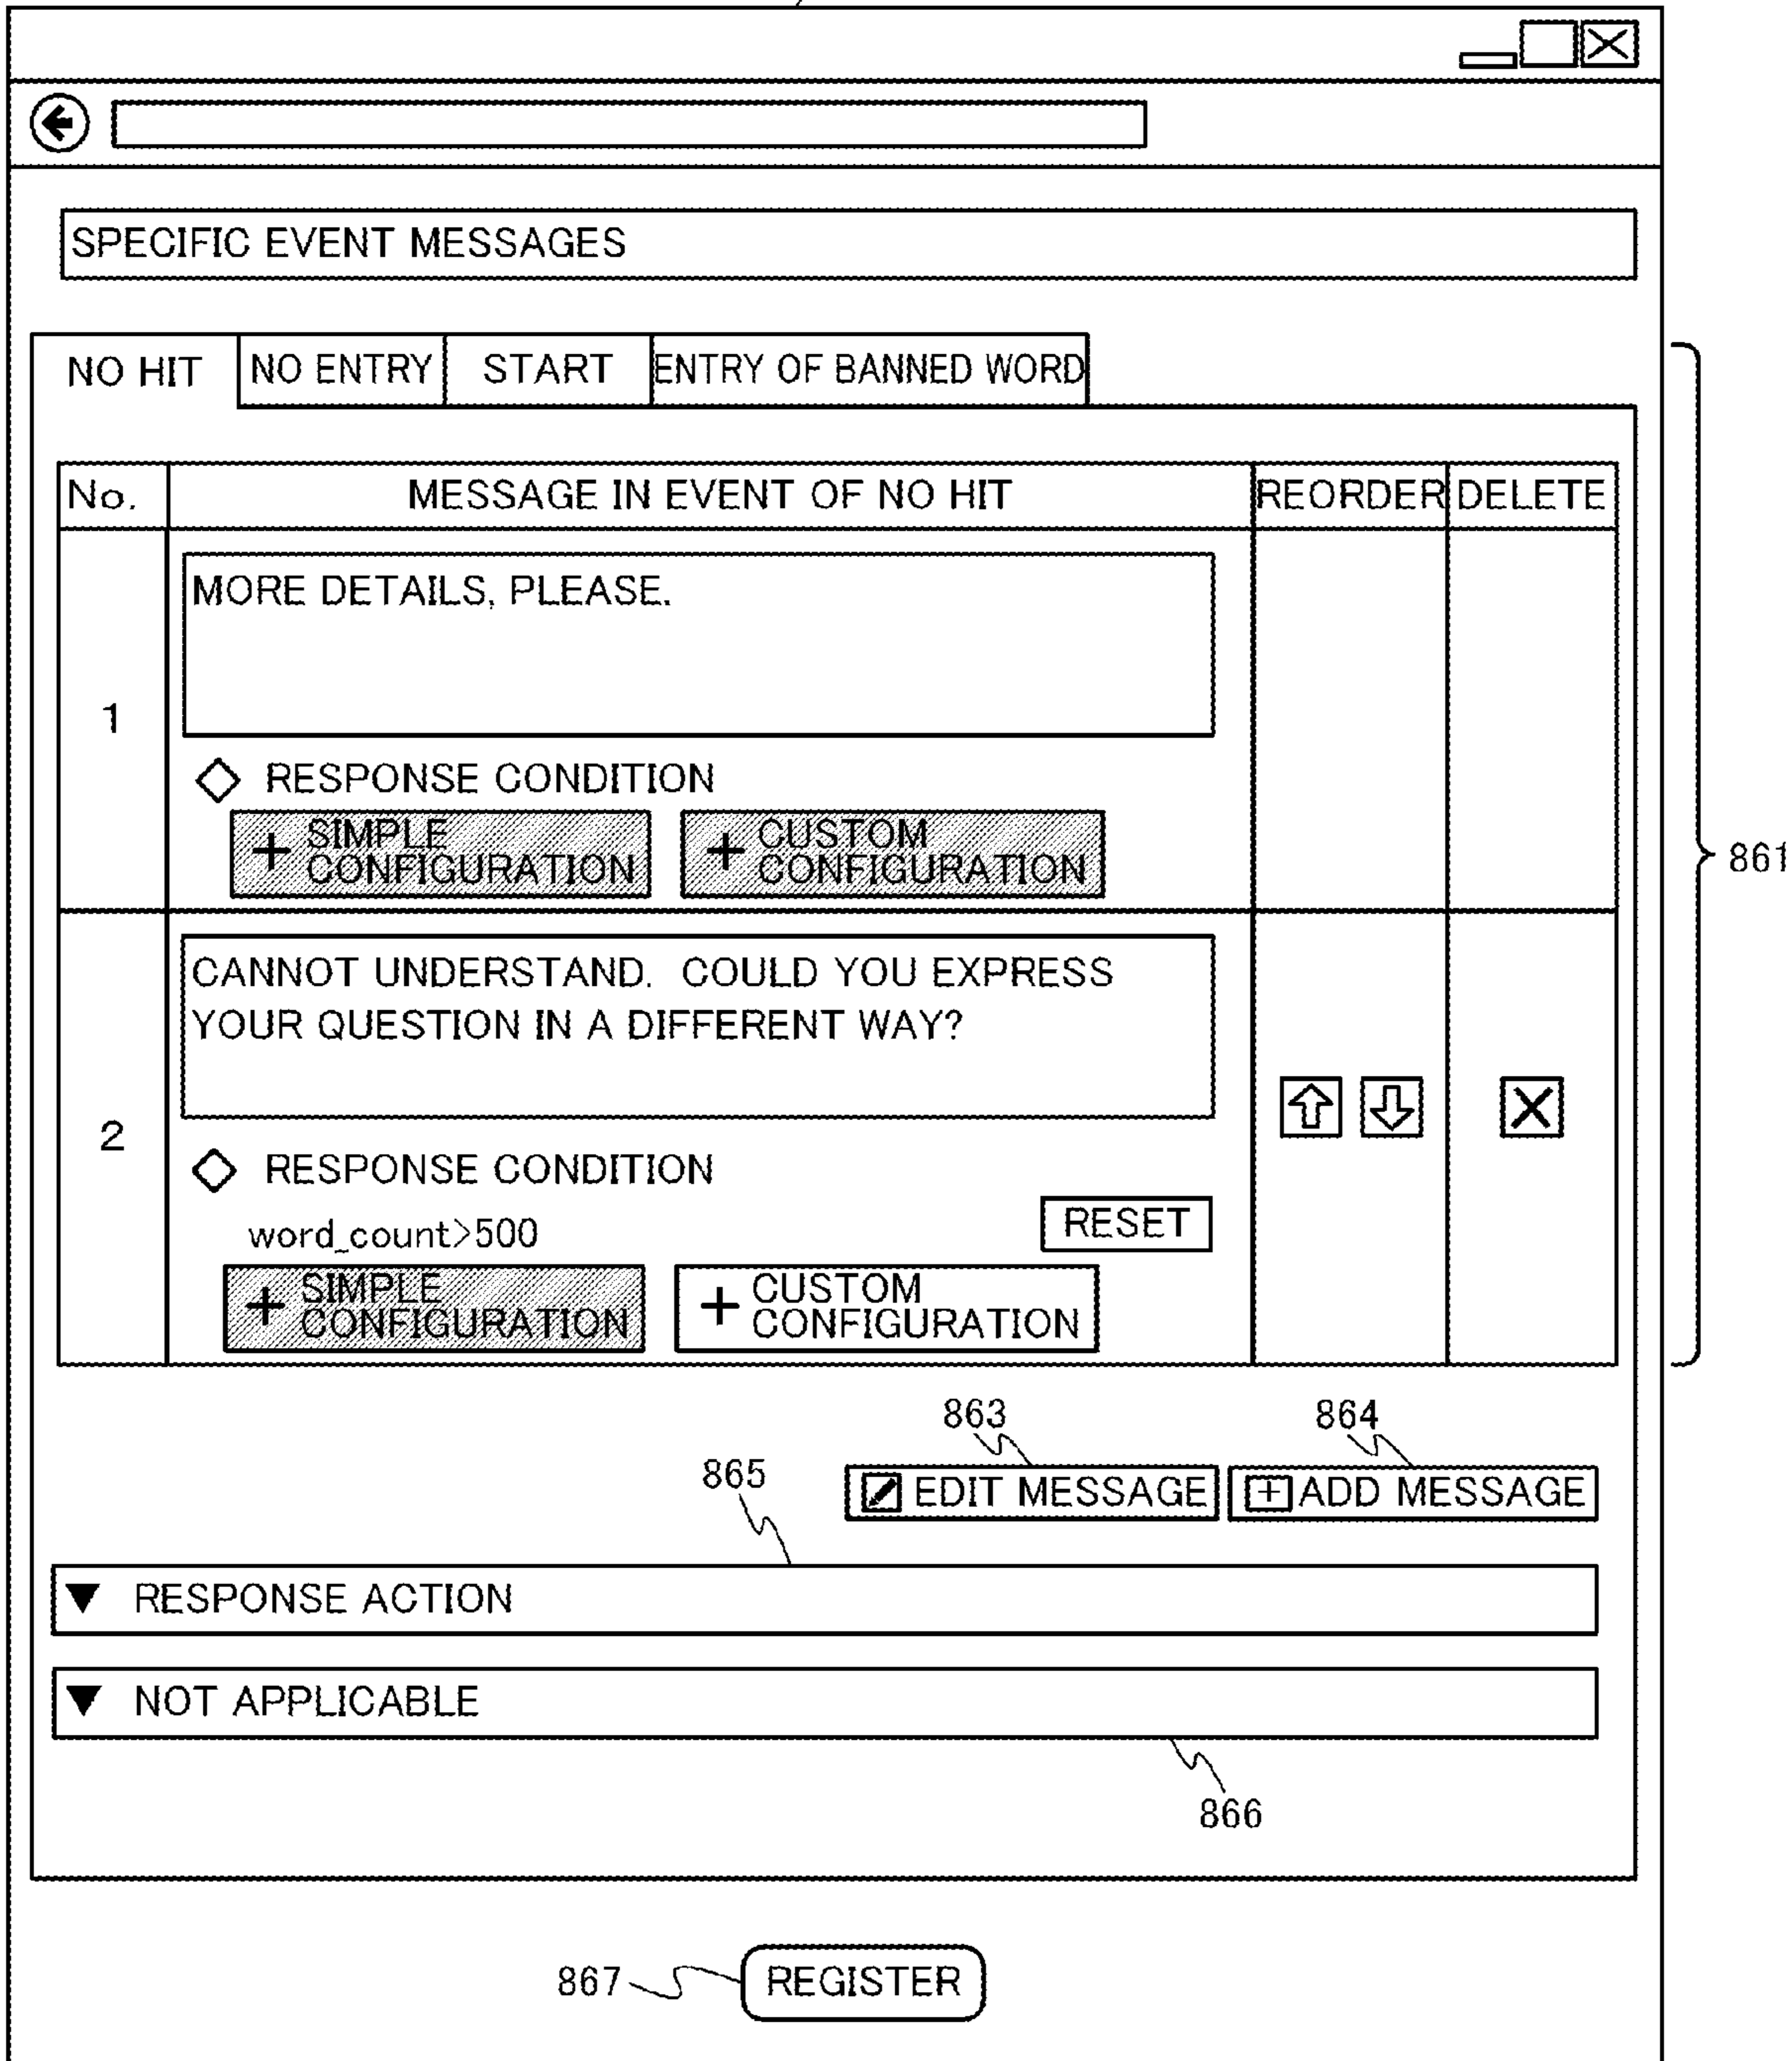 SPECIFIC EVENT MESSAGES
NO HIT NO ENTRY START ENTRY OF BANNED WORD
No. MESSAGE IN EVENT OF NO HIT REORDER DELETE
MORE DETAILS, PLEASE.
1
RESPONSE CONDITION
+ SIMPLE CONFIGURATION + CUSTOM CONFIGURATION
861
CANNOT UNDERSTAND. COULD YOU EXPRESS
YOUR QUESTION IN A DIFFERENT WAY?
2
RESPONSE CONDITION
word_count>500 RESET
+ SIMPLE CONFIGURATION + CUSTOM CONFIGURATION
863 864
865
EDIT MESSAGE + ADD MESSAGE
▼ RESPONSE ACTION
▼ NOT APPLICABLE
866
867 REGISTER